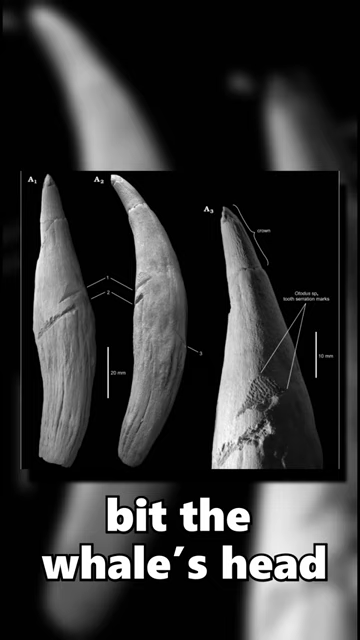 A1
A2
A3
crown
Otodus sp.
tooth serration marks
1
2
3
20 mm
10 mm
bit the
whale's head